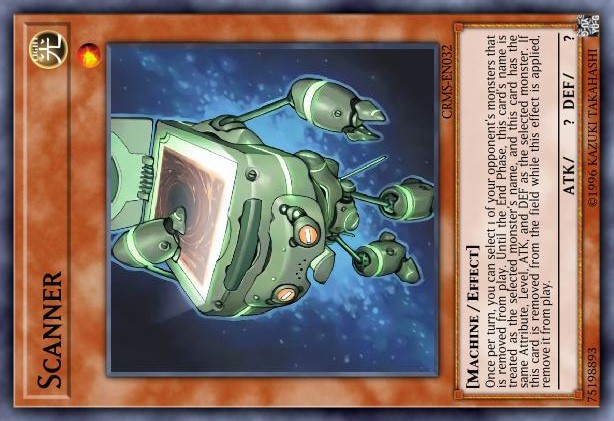 SCANNER
LIGHT
光
CRMS-EN032
[MACHINE / EFFECT]
Once per turn, you can select 1 of your opponent's monsters that
is removed from play. Until the End Phase, this card's name is
treated as the selected monster's name, and this card has the
same Attribute, Level, ATK, and DEF as the selected monster. If
this card is removed from the field while this effect is applied,
remove it from play.
ATK/ ? DEF/ ?
75198893
©1996 KAZUKI TAKAHASHI